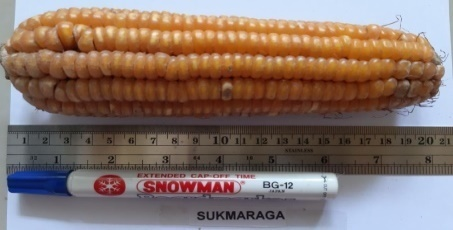 1 2 3 4 5 6 7 8 9 10 11 12 13 14 15 16 17 18 19 20 21
STAINLESS
1 2 3 4 5 6 7 8
EXTENDED CAP-OFF TIME
SNOWMAN
BG-12
SUKMARAGA